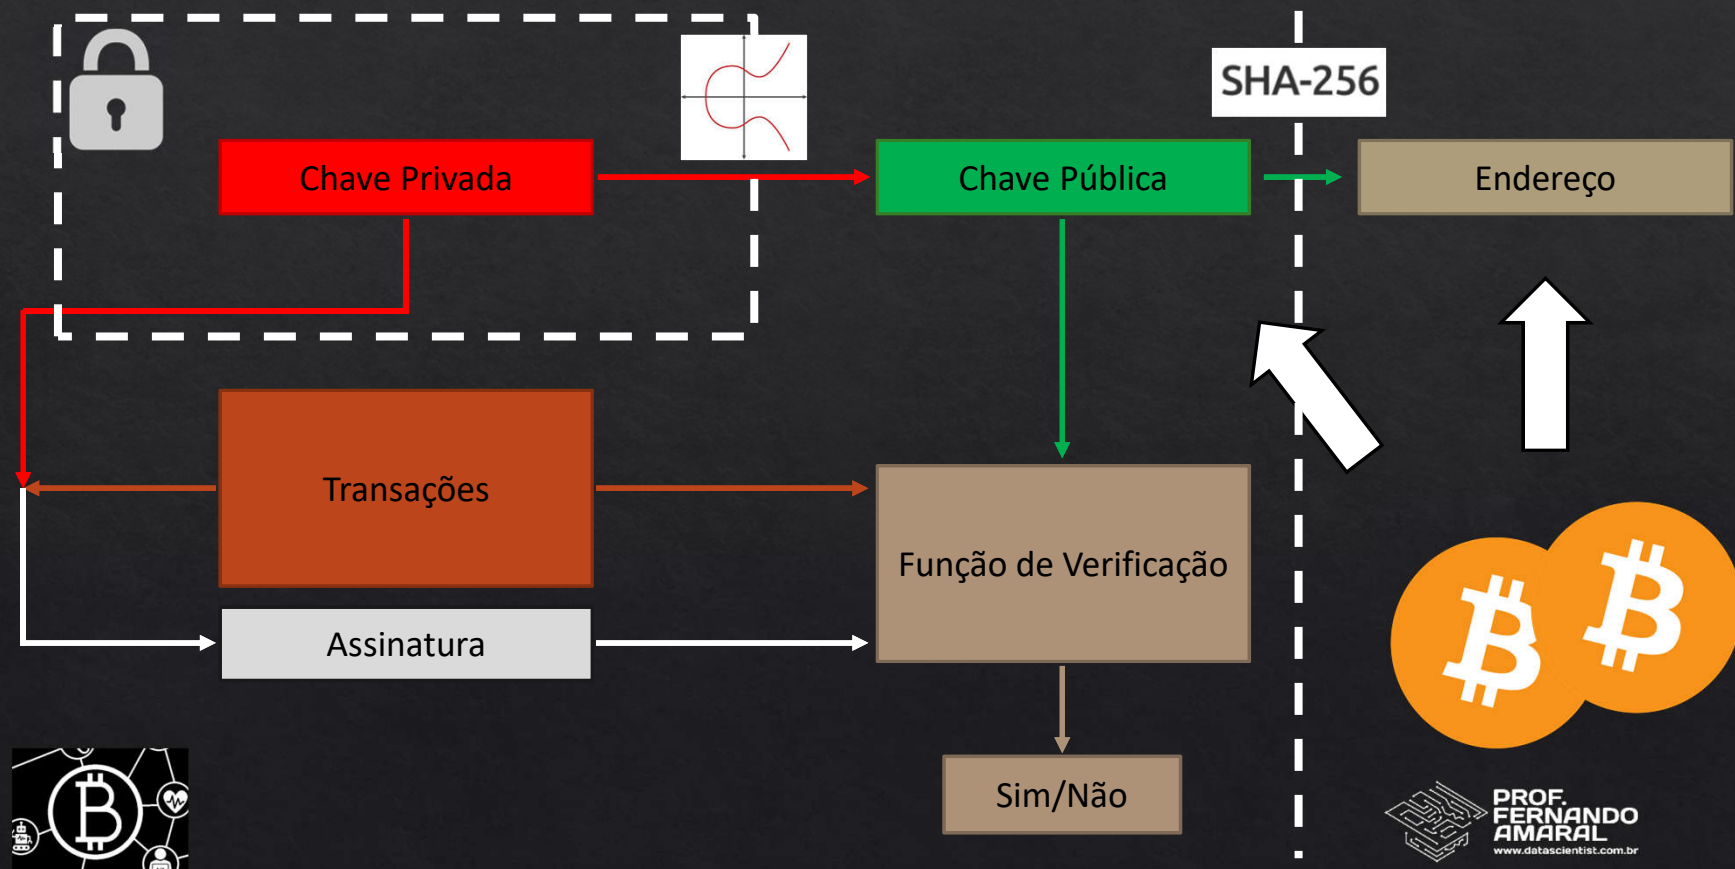 SHA-256
Chave Privada
Chave Pública
Endereço
Transações
Função de Verificação
Assinatura
Sim/Não
PROF.
FERNANDO
AMARAL
www.datascientist.com.br